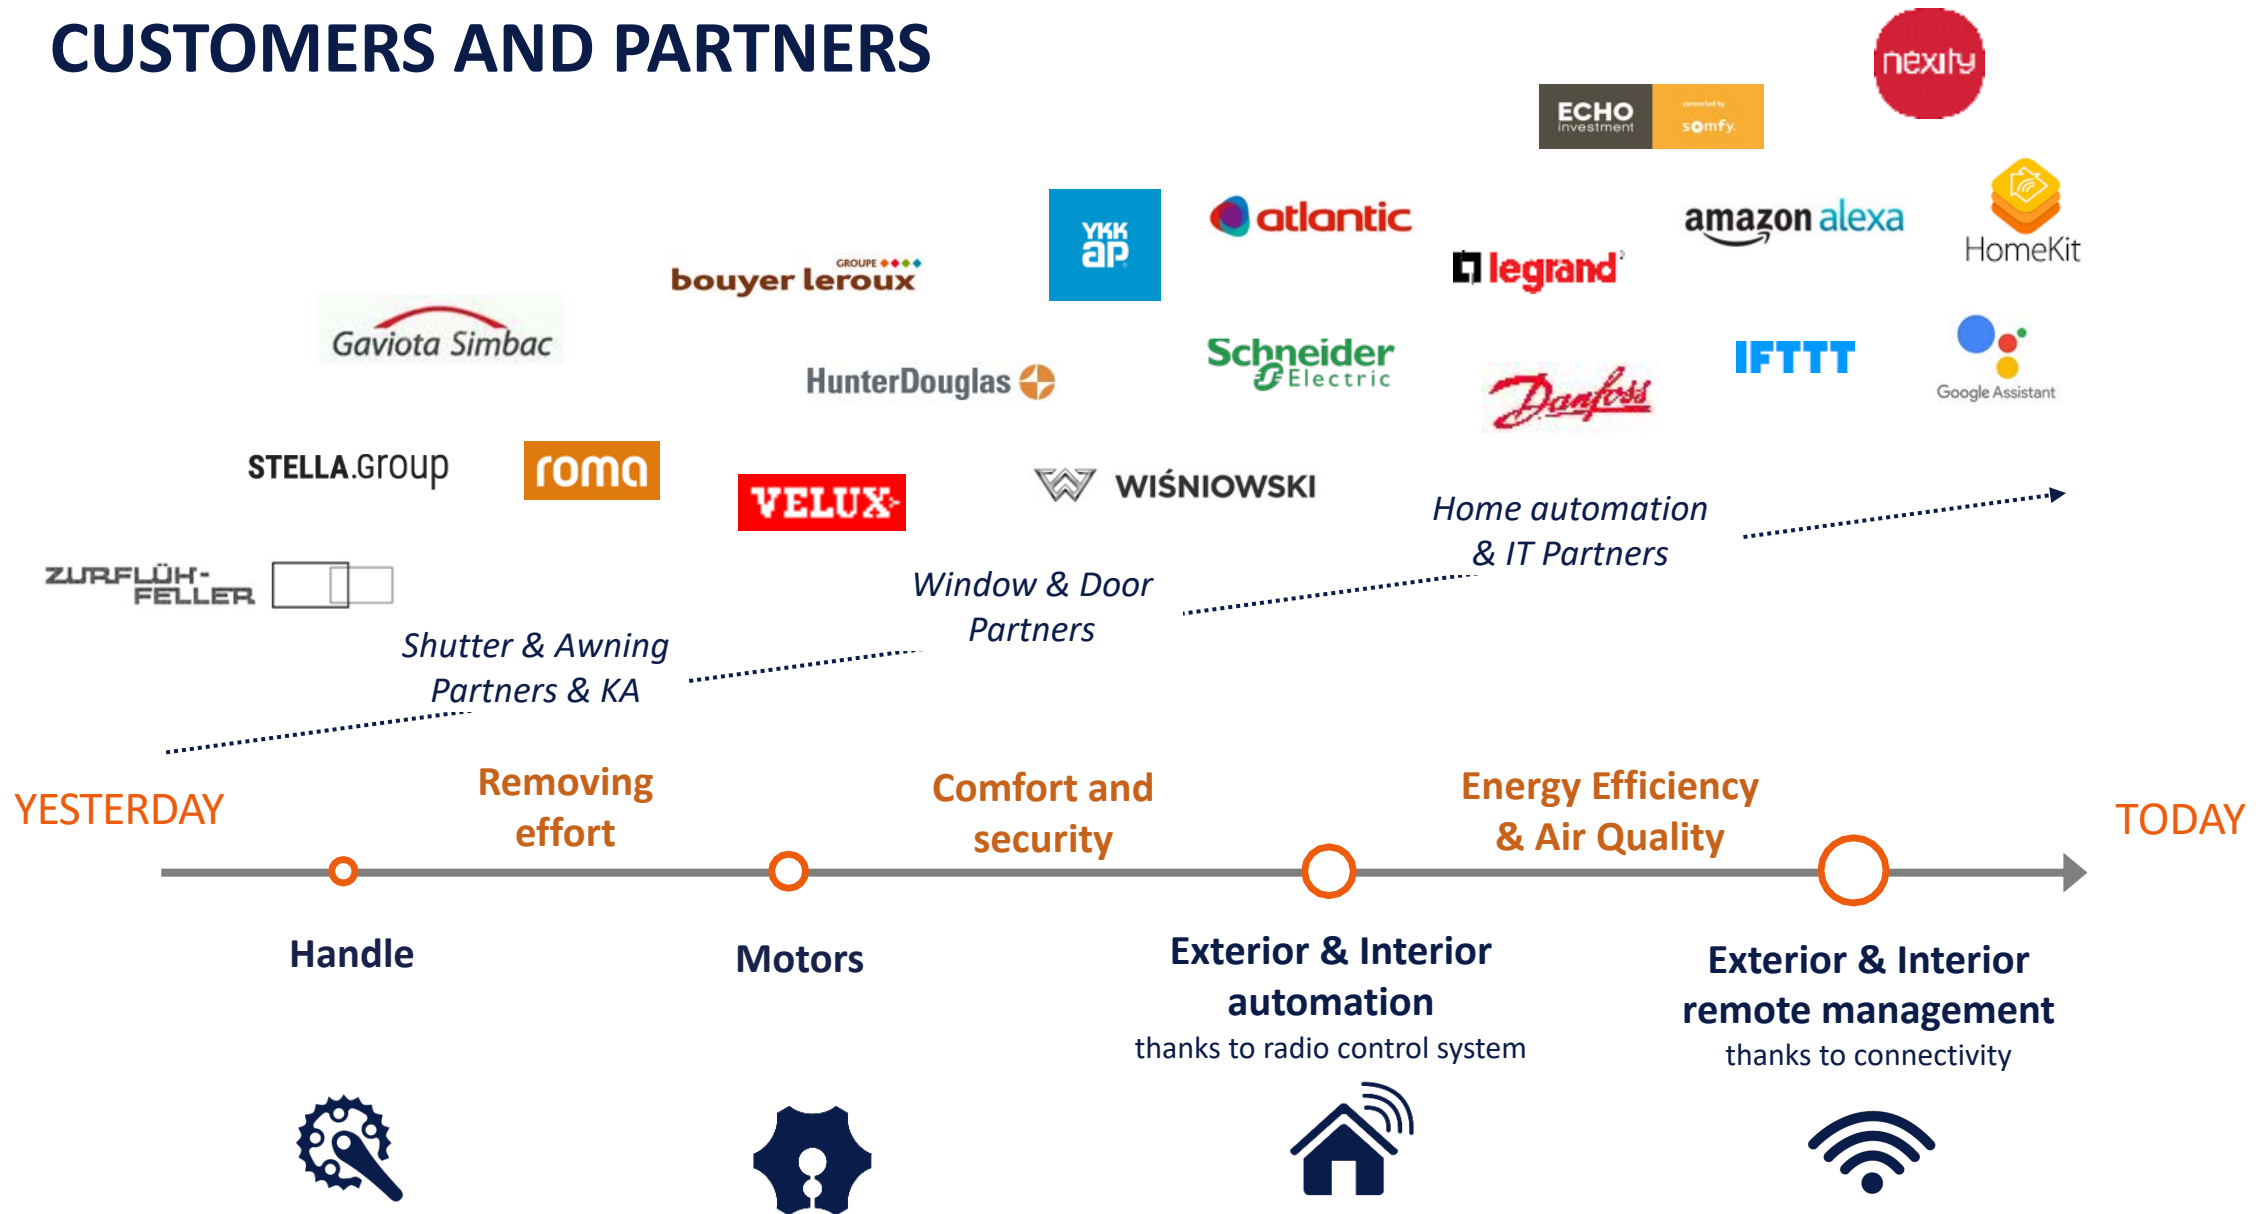 CUSTOMERS AND PARTNERS
nexity
ECHO
investment
connected by
somfy.
amazon alexa
HomeKit
atlantic
YKK
ap
legrand
GROUPE
bouyer leroux
Gaviota Simbac
Schneider
Electric
IFTTT
Google Assistant
HunterDouglas
Danfoss
STELLA.Group
roma
VELUX
WIŚNIOWSKI
Home automation
& IT Partners
ZURFLÜH-
FELLER
Window & Door
Partners
Shutter & Awning
Partners & KA
YESTERDAY
Removing
effort
Comfort and
security
Energy Efficiency
& Air Quality
TODAY
Handle
Motors
Exterior & Interior
automation
thanks to radio control system
Exterior & Interior
remote management
thanks to connectivity